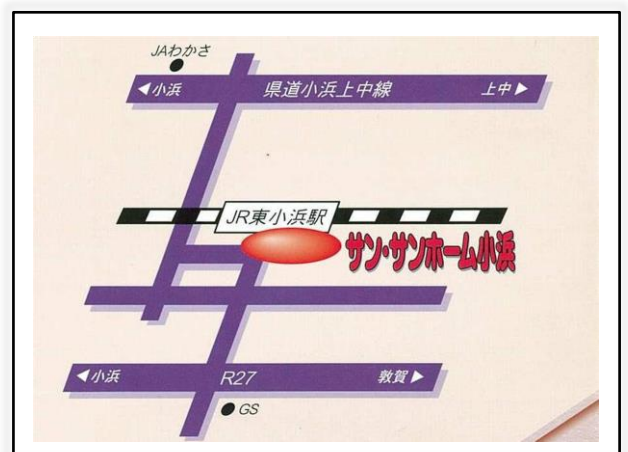 JAわかさ
◀小浜 県道小浜上中線 上中▶
JR東小浜駅
サン・サンホーム小浜
◀小浜 R27 敦賀▶
GS